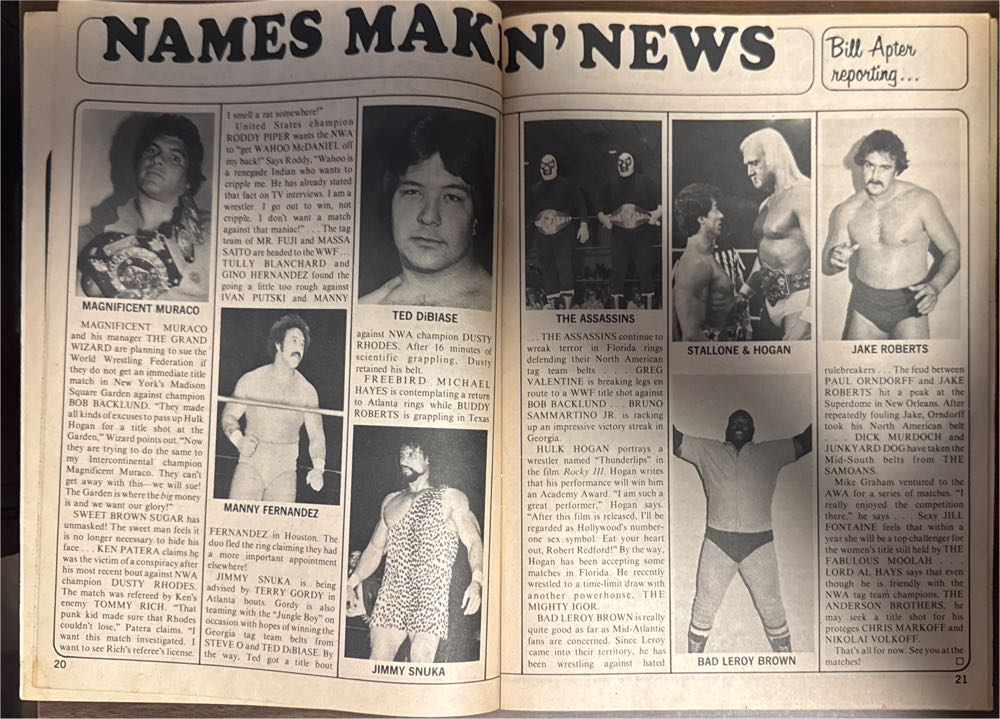 NAMES MAKIN' NEWS
Bill Apter
reporting...
MAGNIFICENT MURACO
MAGNIFICENT MURACO
and his manager THE GRAND
WIZARD are planning to sue the
World Wrestling Federation if
they do not get an immediate title
match in New York's Madison
Square Garden against champion
BOB BACKLUND. "They made
all kinds of excuses to pass up Hulk
Hogan for a title shot at the
Garden," Wizard points out. "Now
they are trying to do the same to
my Intercontinental champion
Magnificent Muraco. They can't
get away with this—we will sue!
The Garden is where the big money
is and we want our glory!"
SWEET BROWN SUGAR has
unmasked! The sweet man feels it
is no longer necessary to hide his
face . . . KEN PATERA claims he
was the victim of a conspiracy after
his most recent bout against NWA
champion DUSTY RHODES.
The match was refereed by Ken's
enemy TOMMY RICH. "That
punk kid made sure that Rhodes
couldn't lose," Patera claims. "I
want this match investigated. I
want to see Rich's referee's license.
20
I smell a rat somewhere!"
United States champion
RODDY PIPER wants the NWA
to "get WAHOO McDANIEL off
my back!" Says Roddy, "Wahoo is
a renegade Indian who wants to
cripple me. He has already stated
that fact on TV interviews. I am a
wrestler. I go out to win, not
cripple. I don't want a match
against that maniac!" . . . The tag
team of MR. FUJI and MASSA
SAITO are headed to the WWF . . .
TULLY BLANCHARD and
GINO HERNANDEZ found the
going a little too rough against
IVAN PUTSKI and MANNY
MANNY FERNANDEZ
FERNANDEZ in Houston. The
duo fled the ring claiming they had
a more important appointment
elsewhere!
JIMMY SNUKA is being
advised by TERRY GORDY in
Atlanta bouts. Gordy is also
teaming with the "Jungle Boy" on
occasion with hopes of winning the
Georgia tag team belts from
STEVE O and TED DiBIASE. By
the way, Ted got a title bout
TED DiBIASE
against NWA champion DUSTY
RHODES. After 16 minutes of
scientific grappling, Dusty
retained his belt.
FREEBIRD MICHAEL
HAYES is contemplating a return
to Atlanta rings while BUDDY
ROBERTS is grappling in Texas
JIMMY SNUKA
THE ASSASSINS
. . . THE ASSASSINS continue to
wreak terror in Florida rings
defending their North American
tag team belts . . . GREG
VALENTINE is breaking legs en
route to a WWF title shot against
BOB BACKLUND . . . BRUNO
SAMMARTINO JR. is racking
up an impressive victory streak in
Georgia.
HULK HOGAN portrays a
wrestler named "Thunderlips" in
the film Rocky III. Hogan writes
that his performance will win him
an Academy Award. "I am such a
great performer," Hogan says.
"After this film is released, I'll be
regarded as Hollywood's number-
one sex symbol. Eat your heart
out, Robert Redford!" By the way,
Hogan has been accepting some
matches in Florida. He recently
wrestled to a time-limit draw with
another powerhouse, THE
MIGHTY IGOR.
BAD LEROY BROWN is really
quite good as far as Mid-Atlantic
fans are concerned. Since Leroy
came into their territory, he has
been wrestling against hated
STALLONE & HOGAN
BAD LEROY BROWN
JAKE ROBERTS
rulebreakers . . . The feud between
PAUL ORNDORFF and JAKE
ROBERTS hit a peak at the
Superdome in New Orleans. After
repeatedly fouling Jake, Orndorff
took his North American belt
. . . DICK MURDOCH and
JUNKYARD DOG have taken the
Mid-South belts from THE
SAMOANS.
Mike Graham ventured to the
AWA for a series of matches. "I
really enjoyed the competition
there," he says . . . Sexy JILL
FONTAINE feels that within a
year she will be a top challenger for
the women's title still held by THE
FABULOUS MOOLAH . . . .
LORD AL HAYS says that even
though he is friendly with the
NWA tag team champions, THE
ANDERSON BROTHERS, he
may seek a title shot for his
proteges CHRIS MARKOFF and
NIKOLAI VOLKOFF.
That's all for now. See you at the
matches!
21